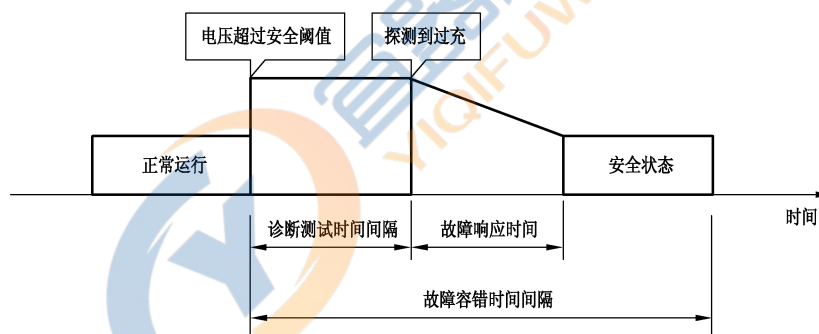 电压超过安全阈值
探测到过充
正常运行
安全状态
时间
诊断测试时间间隔
故障响应时间
故障容错时间间隔
YIQIFUW